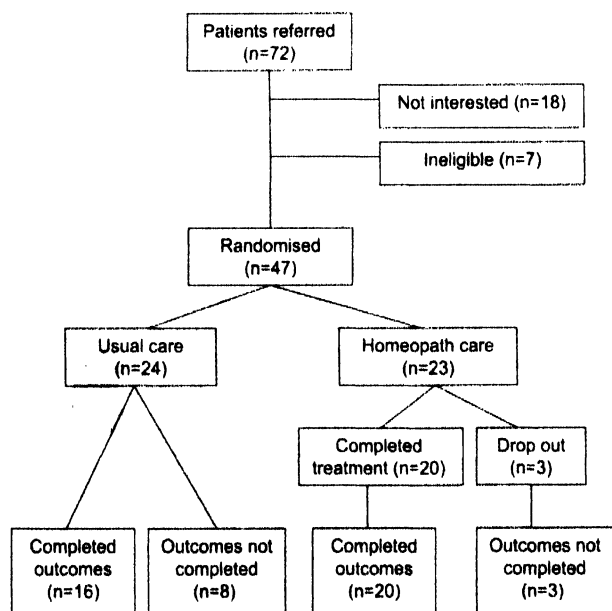 Patients referred
(n=72)
Not interested (n=18)
Ineligible (n=7)
Randomised
(n=47)
Usual care
(n=24)
Homeopath care
(n=23)
Completed
treatment (n=20)
Drop out
(n=3)
Completed
outcomes
(n=16)
Outcomes not
completed
(n=8)
Completed
outcomes
(n=20)
Outcomes not
completed
(n=3)